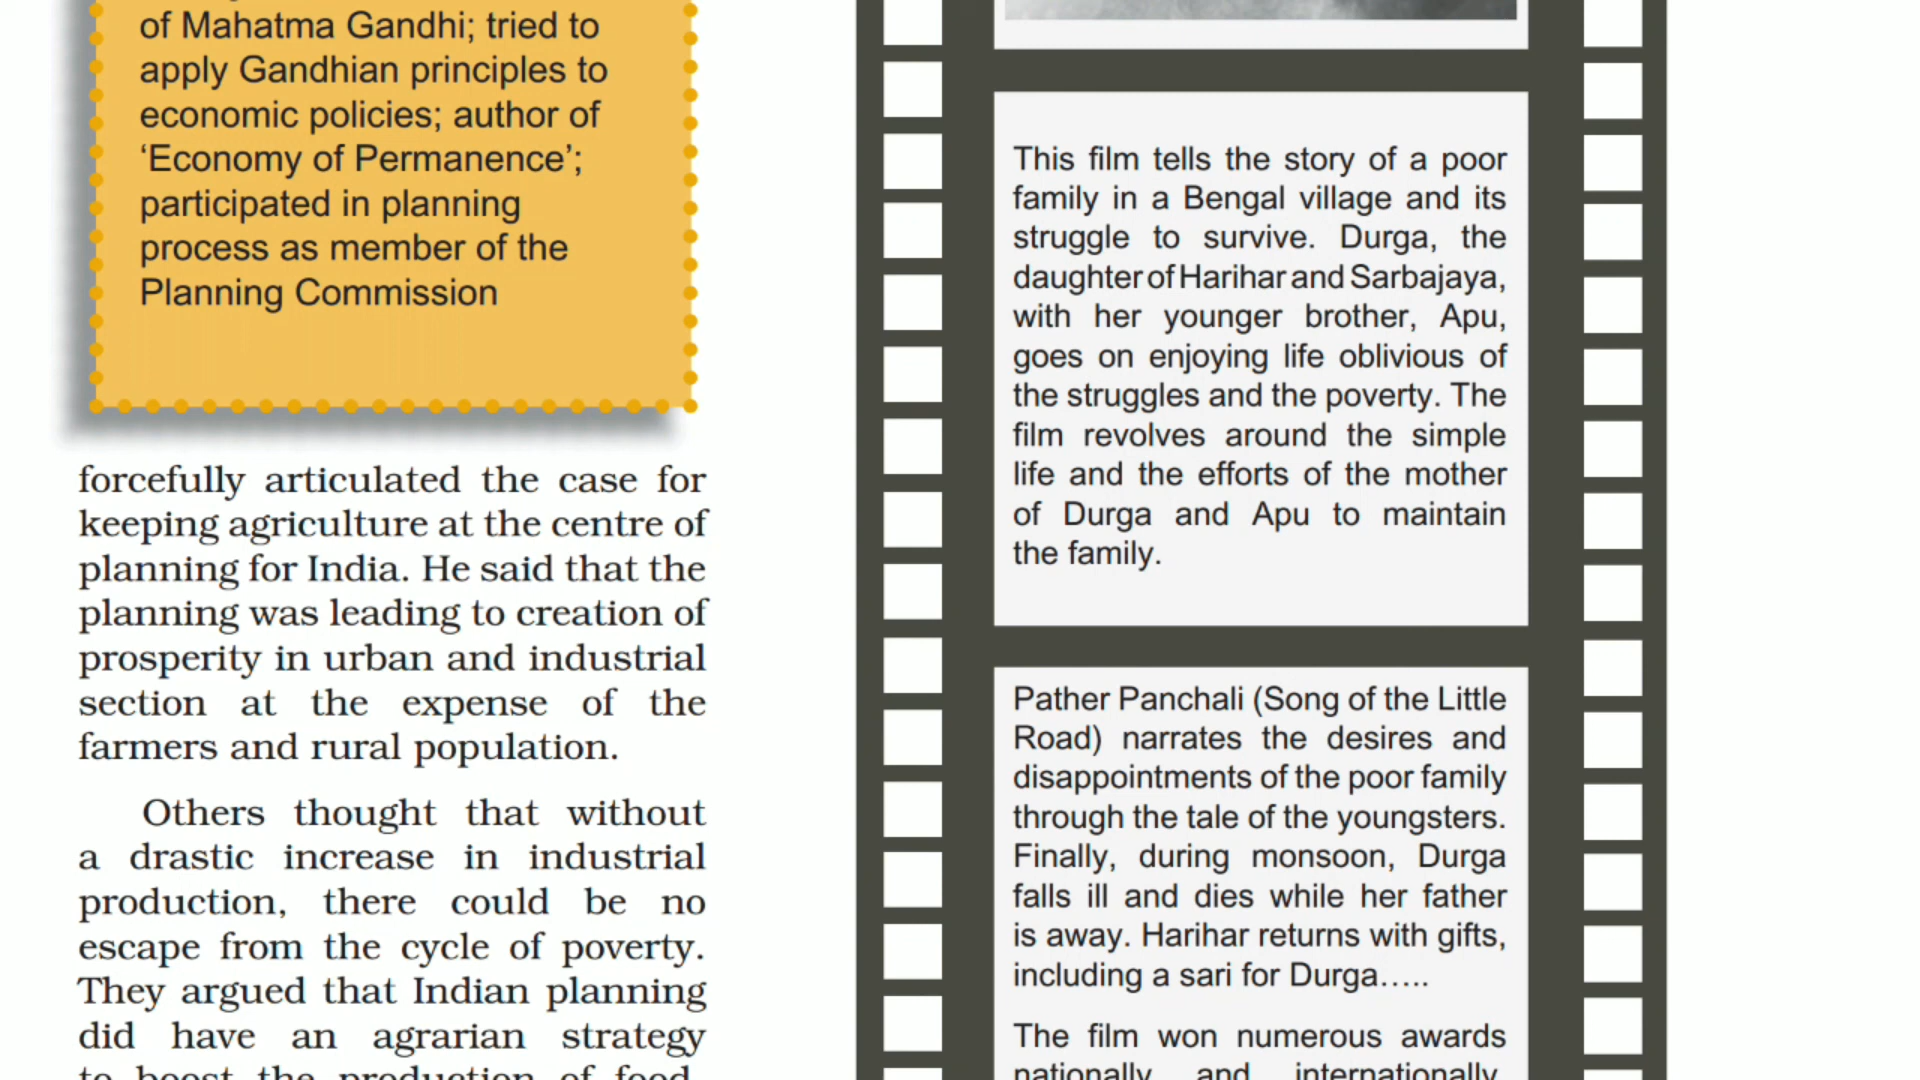 of Mahatma Gandhi; tried to
apply Gandhian principles to
economic policies; author of
‘Economy of Permanence’;
participated in planning
process as member of the
Planning Commission
forcefully articulated the case for
keeping agriculture at the centre of
planning for India. He said that the
planning was leading to creation of
prosperity in urban and industrial
section at the expense of the
farmers and rural population.
Others thought that without
a drastic increase in industrial
production, there could be no
escape from the cycle of poverty.
They argued that Indian planning
did have an agrarian strategy
to boost the production of food-
This film tells the story of a poor
family in a Bengal village and its
struggle to survive. Durga, the
daughter of Harihar and Sarbajaya,
with her younger brother, Apu,
goes on enjoying life oblivious of
the struggles and the poverty. The
film revolves around the simple
life and the efforts of the mother
of Durga and Apu to maintain
the family.
Pather Panchali (Song of the Little
Road) narrates the desires and
disappointments of the poor family
through the tale of the youngsters.
Finally, during monsoon, Durga
falls ill and dies while her father
is away. Harihar returns with gifts,
including a sari for Durga…..
The film won numerous awards
nationally and internationally,